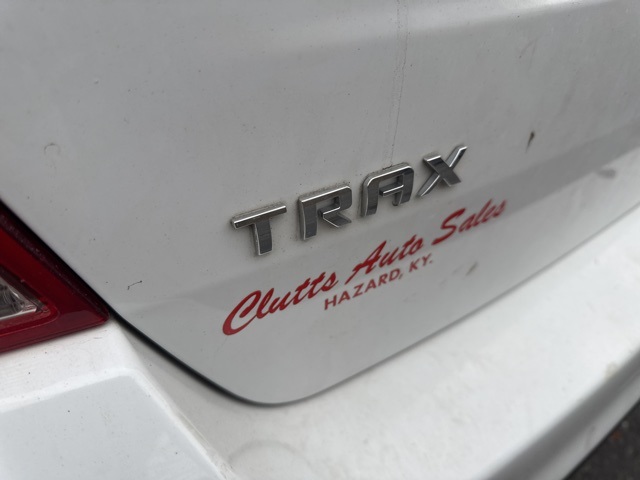 TRAX
Clutts Auto Sales
HAZARD, KY.